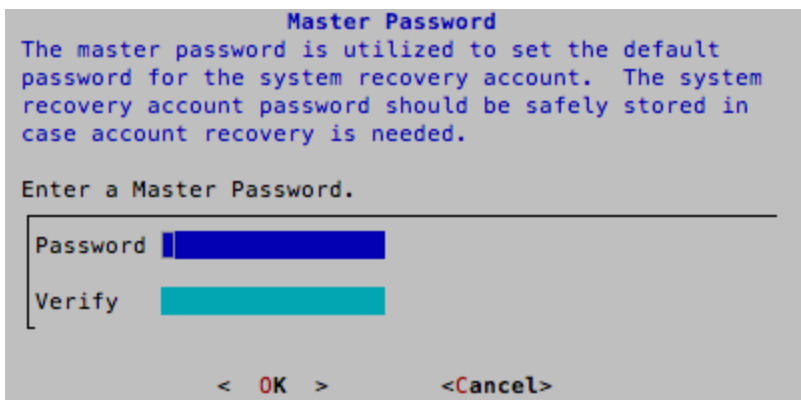 Master Password
The master password is utilized to set the default
password for the system recovery account.  The system
recovery account password should be safely stored in
case account recovery is needed.
Enter a Master Password.
Password
Verify
<  OK  >          <Cancel>